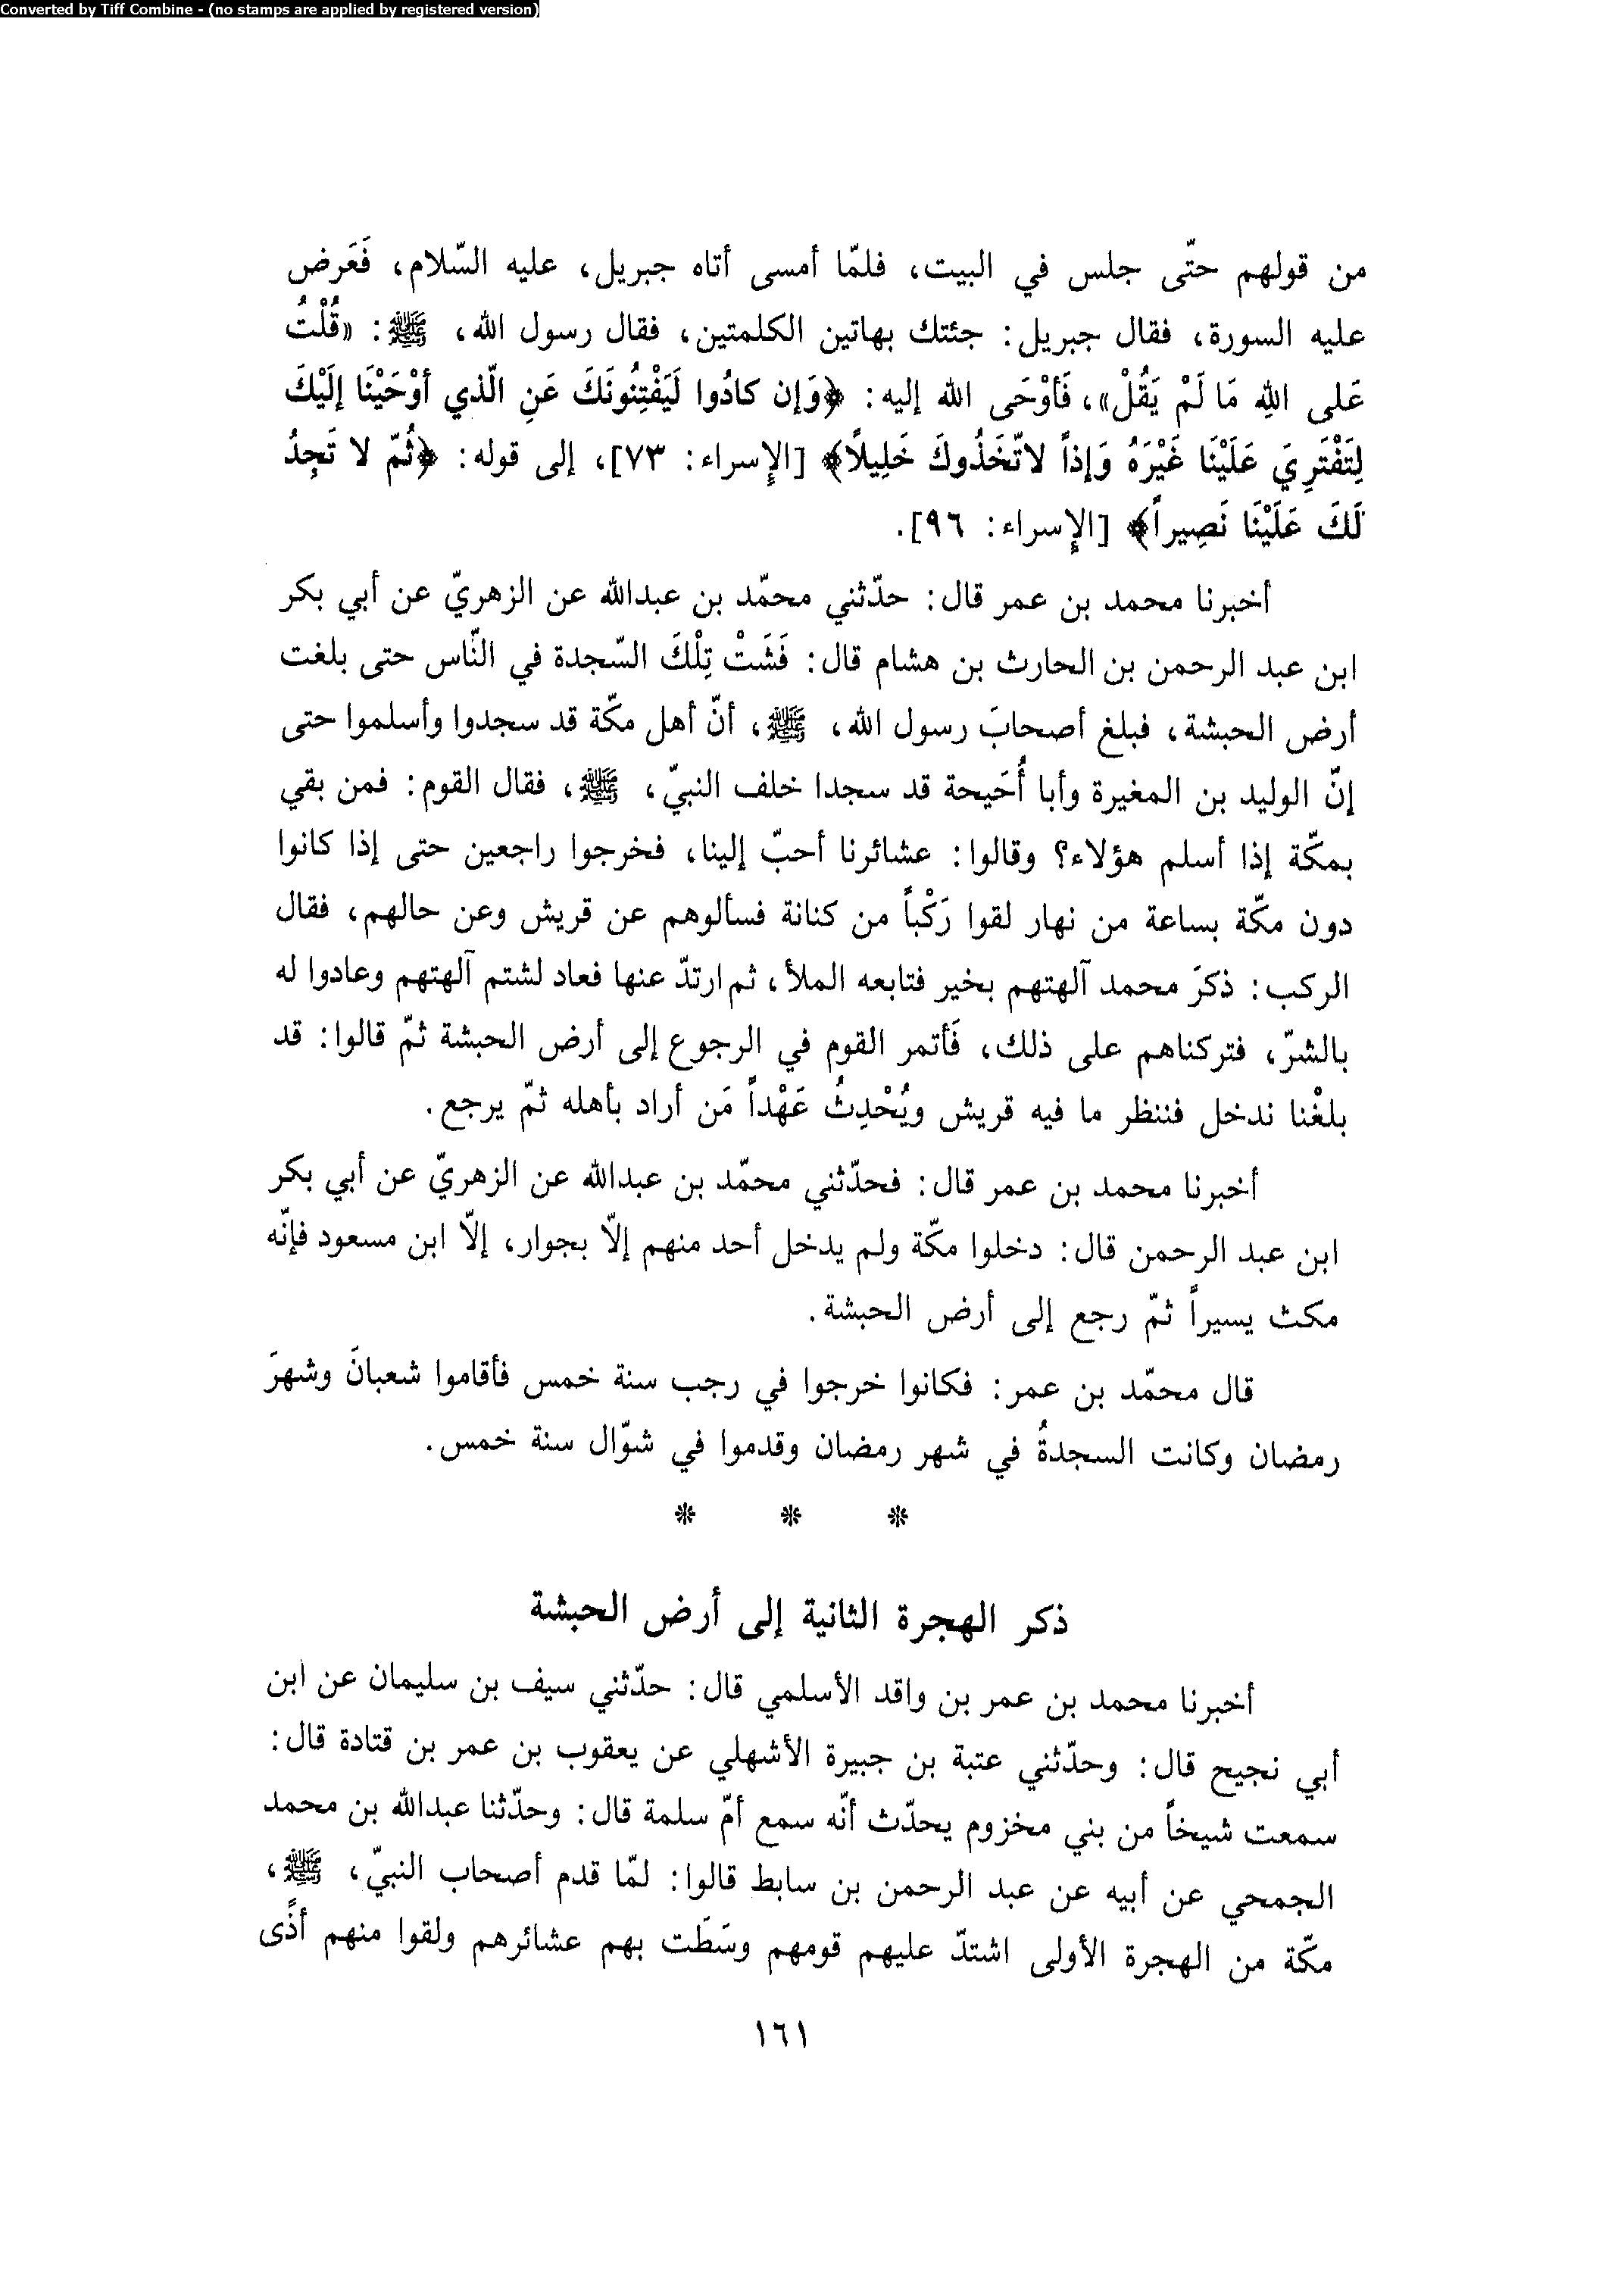 Converted by Tiff Combine - (no stamps are applied by registered version)
من قولهم حتّى جلس في البيت، فلمّا أمسى أتاه جبريل، عليه السّلام، فَعَرض
عليه السورة، فقال جبريل: جئتك بهاتين الكلمتين، فقال رسول الله، ﷺ: «قُلْتُ
عَلى اللهِ مَا لَمْ يَقُلْ»، فَأوْحَى الله إليه: ﴿وَإن كادُوا لَيَفْتِنُونَكَ عَنِ الّذي أوْحَيْنَا إلَيْكَ
لِتَفْتَرِيَ عَلَيْنَا غَيْرَهُ وَإذاً لاتّخَذُوكَ خَلِيلاً﴾ [الإسراء: ٧٣]، إلى قوله: ﴿ثُمّ لا تَجِدُ
لَكَ عَلَيْنَا نَصِيراً﴾ [الإسراء: ٩٦].
أخبرنا محمد بن عمر قال: حدّثني محمّد بن عبدالله عن الزهريّ عن أبي بكر
ابن عبد الرحمن بن الحارث بن هشام قال: فَشَتْ تِلْكَ السّجدة في النّاس حتى بلغت
أرض الحبشة، فبلغ أصحابَ رسول الله، ﷺ، أنّ أهل مكّة قد سجدوا وأسلموا حتى
إنّ الوليد بن المغيرة وأبا أُحَيحة قد سجدا خلف النبيّ، ﷺ، فقال القوم: فمن بقي
بمكّة إذا أسلم هؤلاء؟ وقالوا: عشائرنا أحبّ إلينا، فخرجوا راجعين حتى إذا كانوا
دون مكّة بساعة من نهار لقوا رَكْباً من كنانة فسألوهم عن قريش وعن حالهم، فقال
الركب: ذكرَ محمد آلهتهم بخير فتابعه الملأ، ثم ارتدّ عنها فعاد لشتم آلهتهم وعادوا له
بالشرّ، فتركناهم على ذلك، فَأتمر القوم في الرجوع إلى أرض الحبشة ثمّ قالوا: قد
بلغْنا ندخل فننظر ما فيه قريش ويُحْدِثُ عَهْداً مَن أراد بأهله ثمّ يرجع.
أخبرنا محمد بن عمر قال: فحدّثني محمّد بن عبدالله عن الزهريّ عن أبي بكر
ابن عبد الرحمن قال: دخلوا مكّة ولم يدخل أحد منهم إلّا بجوار، إلّا ابن مسعود فإنّه
مكث يسيراً ثمّ رجع إلى أرض الحبشة.
قال محمّد بن عمر: فكانوا خرجوا في رجب سنة خمس فأقاموا شعبانَ وشهرَ
رمضان وكانت السجدةُ في شهر رمضان وقدموا في شوّال سنة خمس.
* * *
ذكر الهجرة الثانية إلى أرض الحبشة
أخبرنا محمد بن عمر بن واقد الأسلمي قال: حدّثني سيف بن سليمان عن ابن
أبي نجيح قال: وحدّثني عتبة بن جبيرة الأشهلي عن يعقوب بن عمر بن قتادة قال:
سمعت شيخاً من بني مخزوم يحدّث أنّه سمع أمّ سلمة قال: وحدّثنا عبدالله بن محمد
الجمحي عن أبيه عن عبد الرحمن بن سابط قالوا: لمّا قدم أصحاب النبيّ، ﷺ،
مكّة من الهجرة الأولى اشتدّ عليهم قومهم وسَطَت بهم عشائرهم ولقوا منهم أذًى
١٦١